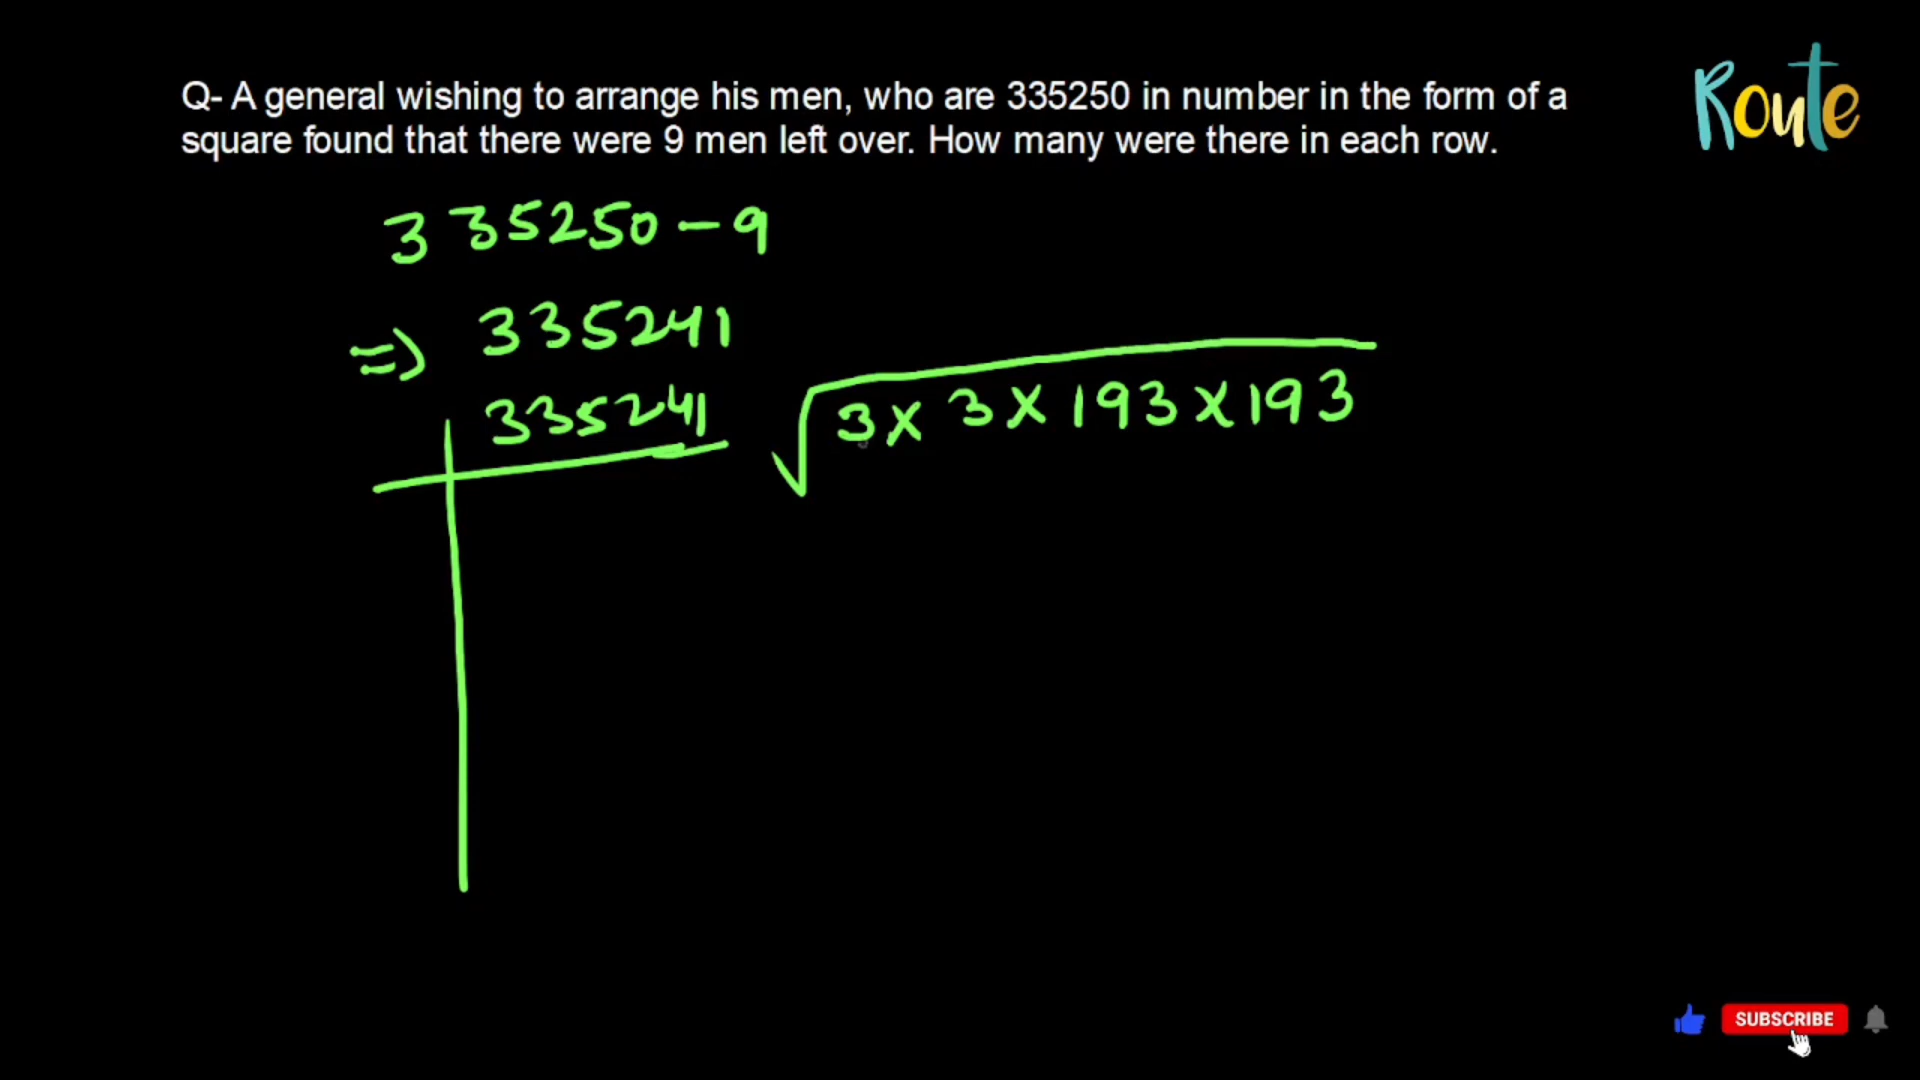 Route
Q- A general wishing to arrange his men, who are 335250 in number in the form of a
square found that there were 9 men left over. How many were there in each row.
335250-9
=) 335241
335241 √3×3×193×193
SUBSCRIBE